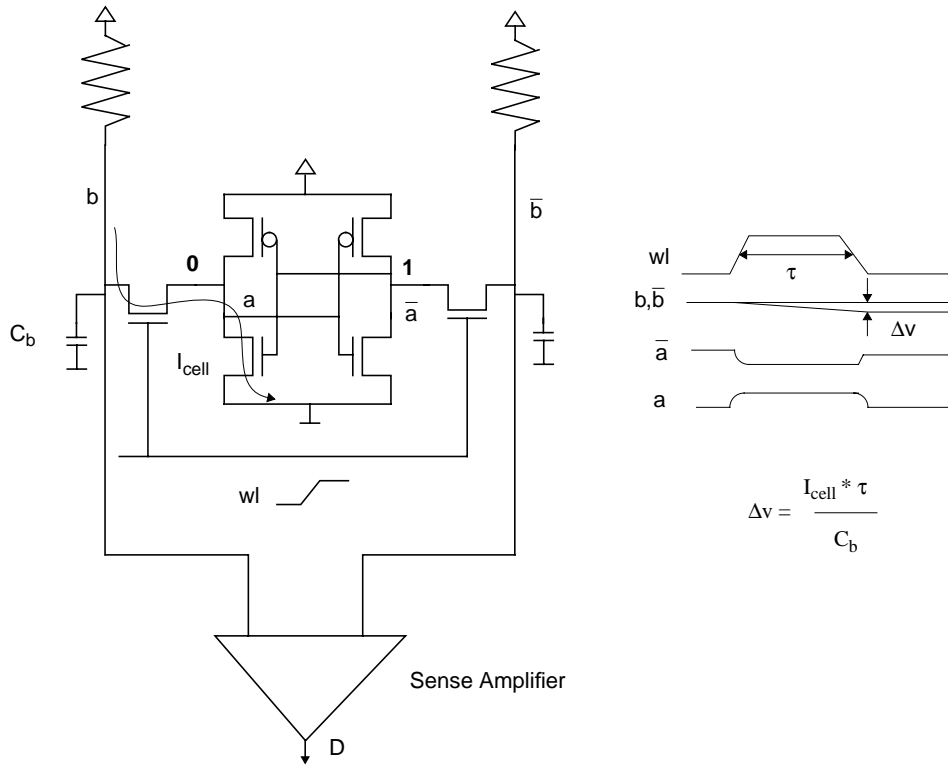 b
b̅
0
1
a
a̅
C_b
I_cell
wl
Sense Amplifier
D
wl
τ
b,b̅
Δv
a̅
a
Δv = I_cell * τ / C_b